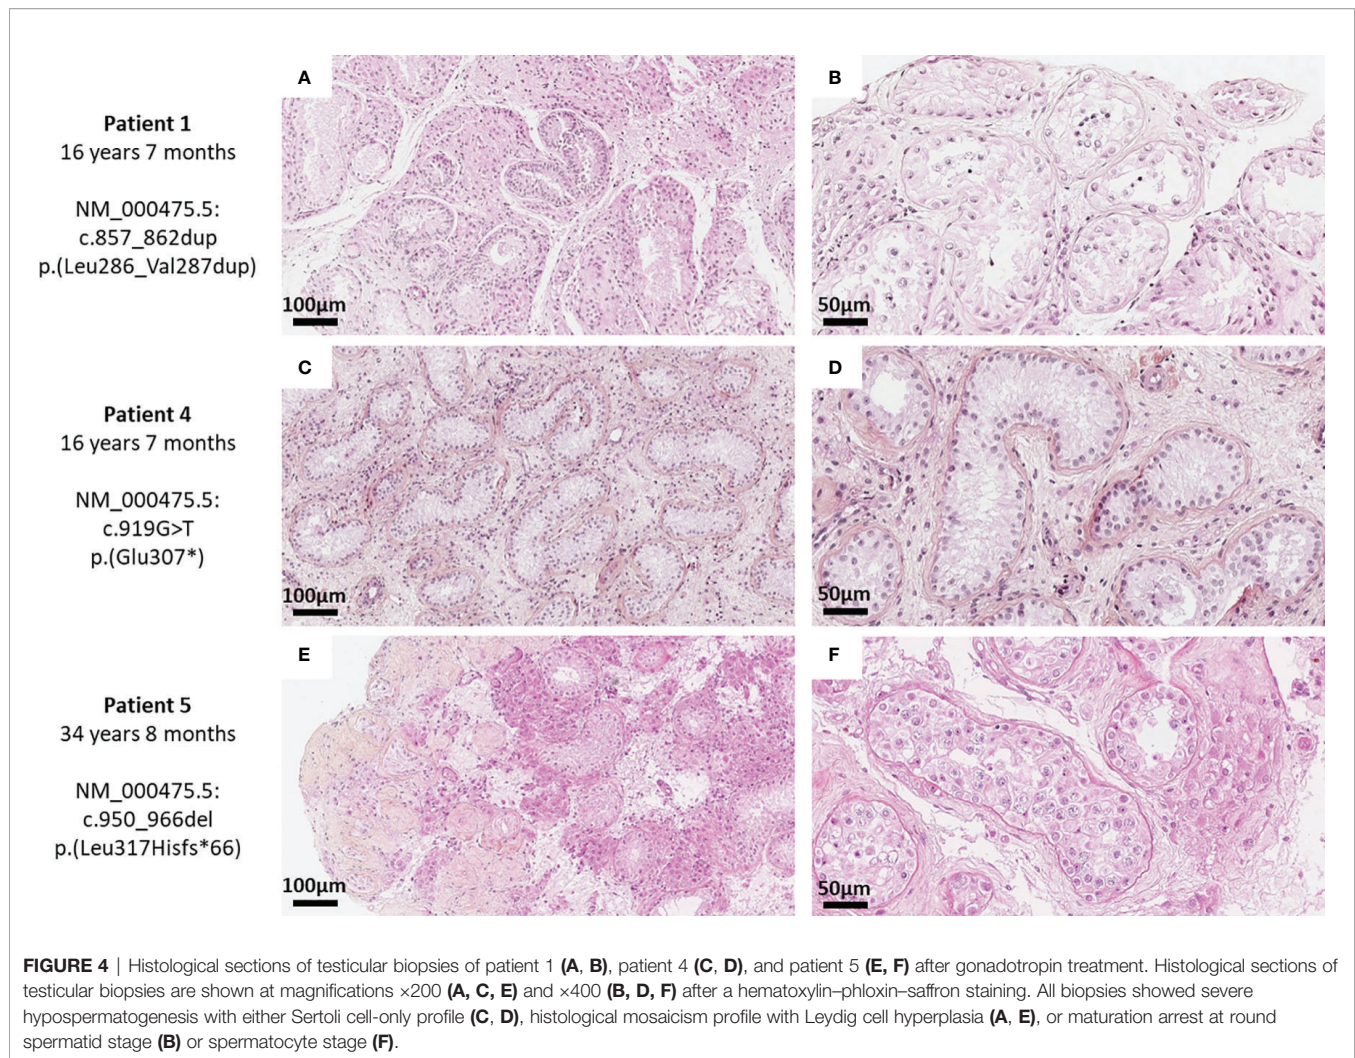 A
B
Patient 1
16 years 7 months
NM_000475.5:
c.857_862dup
p.(Leu286_Val287dup)
100µm
50µm
C
D
Patient 4
16 years 7 months
NM_000475.5:
c.919G>T
p.(Glu307*)
100µm
50µm
E
F
Patient 5
34 years 8 months
NM_000475.5:
c.950_966del
p.(Leu317Hisfs*66)
100µm
50µm
FIGURE 4 | Histological sections of testicular biopsies of patient 1 (A, B), patient 4 (C, D), and patient 5 (E, F) after gonadotropin treatment. Histological sections of
testicular biopsies are shown at magnifications ×200 (A, C, E) and ×400 (B, D, F) after a hematoxylin–phloxin–saffron staining. All biopsies showed severe
hypospermatogenesis with either Sertoli cell-only profile (C, D), histological mosaicism profile with Leydig cell hyperplasia (A, E), or maturation arrest at round
spermatid stage (B) or spermatocyte stage (F).